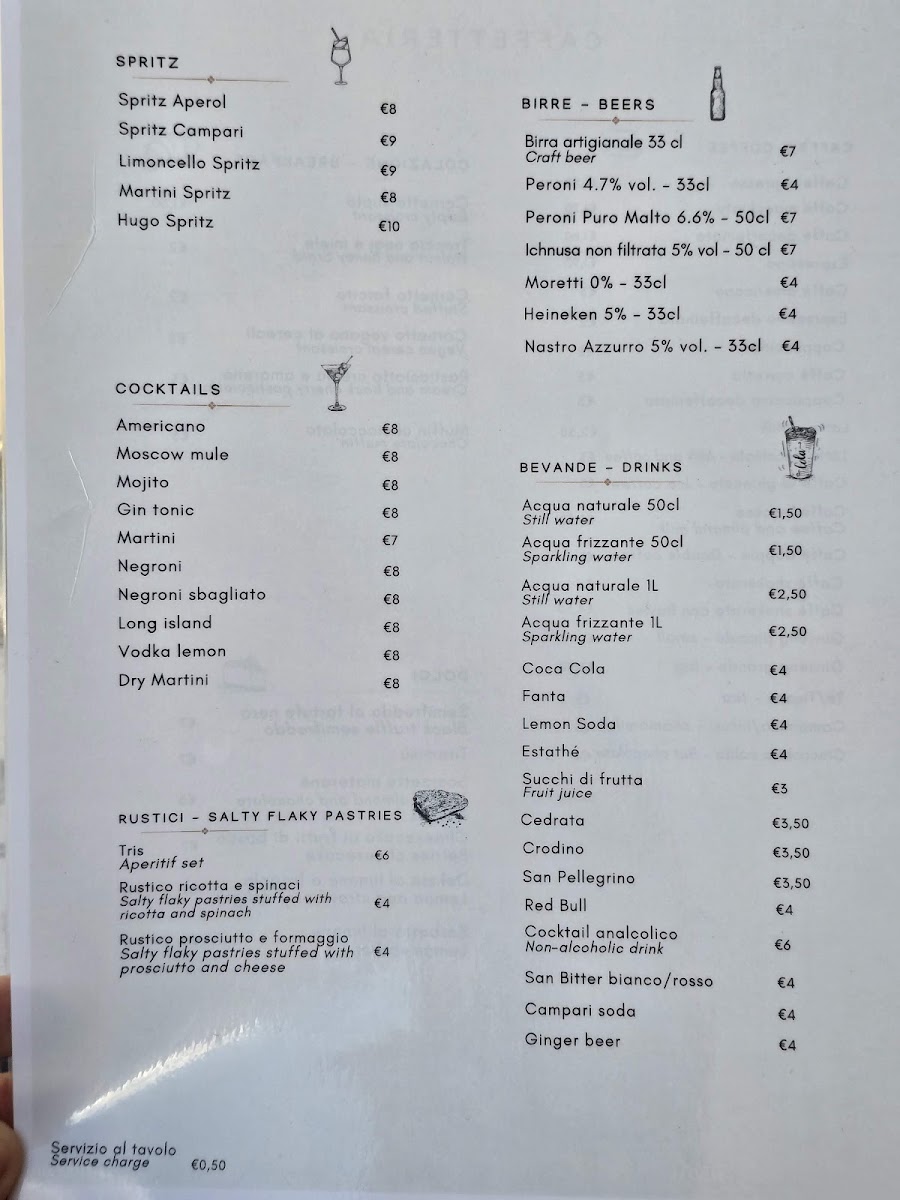 SPRITZ
Spritz Aperol €8
Spritz Campari €9
Limoncello Spritz €9
Martini Spritz €8
Hugo Spritz €10
COCKTAILS
Americano €8
Moscow mule €8
Mojito €8
Gin tonic €8
Martini €7
Negroni €8
Negroni sbagliato €8
Long island €8
Vodka lemon €8
Dry Martini €8
RUSTICI - SALTY FLAKY PASTRIES
Tris
Aperitif set €6
Rustico ricotta e spinaci
Salty flaky pastries stuffed with €4
ricotta and spinach
Rustico prosciutto e formaggio
Salty flaky pastries stuffed with €4
prosciutto and cheese
BIRRE - BEERS
Birra artigianale 33 cl €7
Craft beer
Peroni 4.7% vol. - 33cl €4
Peroni Puro Malto 6.6% - 50cl €7
Ichnusa non filtrata 5% vol - 50 cl €7
Moretti 0% - 33cl €4
Heineken 5% - 33cl €4
Nastro Azzurro 5% vol. - 33cl €4
BEVANDE - DRINKS
Acqua naturale 50cl €1,50
Still water
Acqua frizzante 50cl €1,50
Sparkling water
Acqua naturale 1L €2,50
Still water
Acqua frizzante 1L €2,50
Sparkling water
Coca Cola €4
Fanta €4
Lemon Soda €4
Estathé €4
Succhi di frutta €3
Fruit juice
Cedrata €3,50
Crodino €3,50
San Pellegrino €3,50
Red Bull €4
Cocktail analcolico €6
Non-alcoholic drink
San Bitter bianco/rosso €4
Campari soda €4
Ginger beer €4
Servizio al tavolo
Service charge €0,50